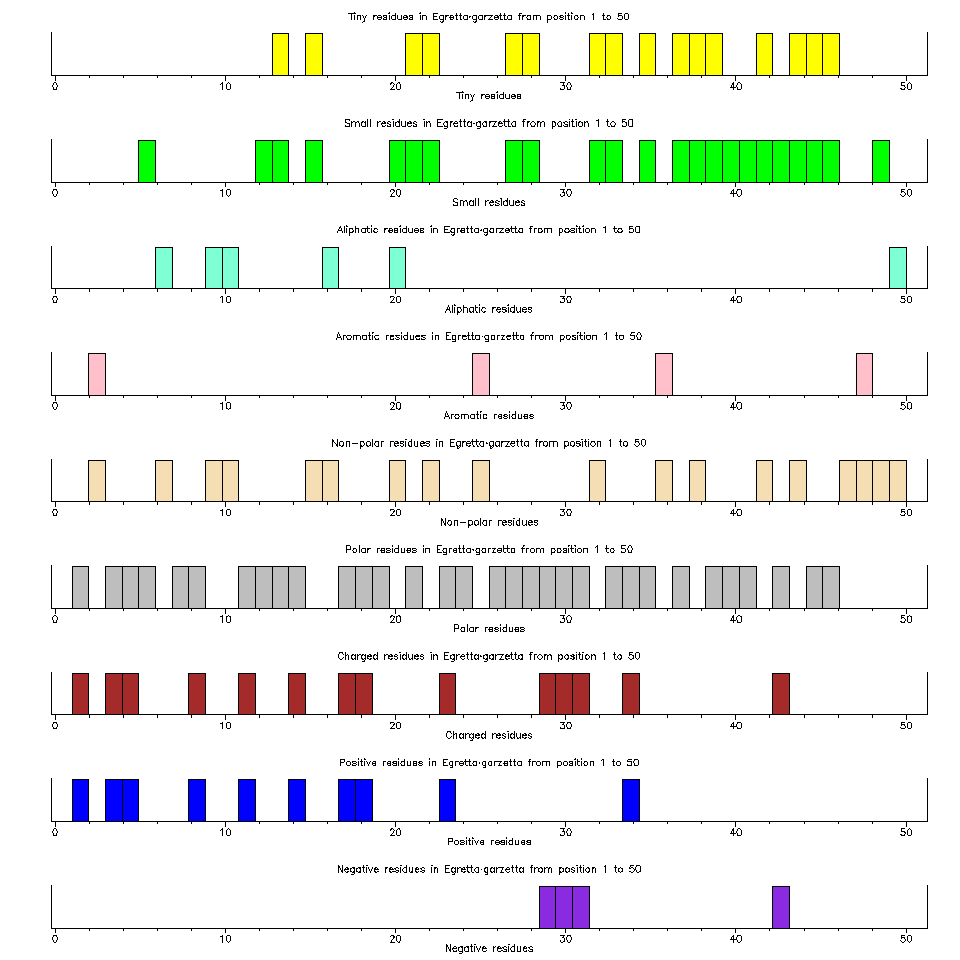 Tiny residues in Egretta-garzetta from position 1 to 50
0 10 20 30 40 50
Tiny residues
Small residues in Egretta-garzetta from position 1 to 50
0 10 20 30 40 50
Small residues
Aliphatic residues in Egretta-garzetta from position 1 to 50
0 10 20 30 40 50
Aliphatic residues
Aromatic residues in Egretta-garzetta from position 1 to 50
0 10 20 30 40 50
Aromatic residues
Non-polar residues in Egretta-garzetta from position 1 to 50
0 10 20 30 40 50
Non-polar residues
Polar residues in Egretta-garzetta from position 1 to 50
0 10 20 30 40 50
Polar residues
Charged residues in Egretta-garzetta from position 1 to 50
0 10 20 30 40 50
Charged residues
Positive residues in Egretta-garzetta from position 1 to 50
0 10 20 30 40 50
Positive residues
Negative residues in Egretta-garzetta from position 1 to 50
0 10 20 30 40 50
Negative residues